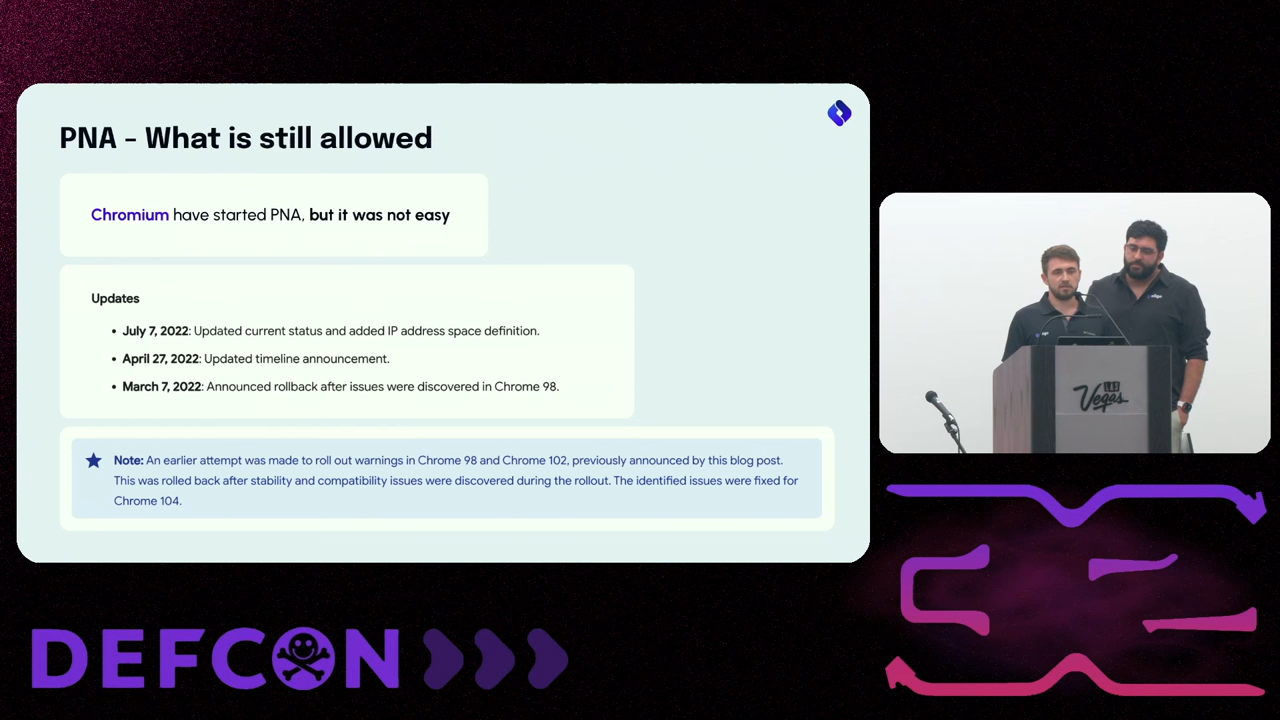 PNA - What is still allowed
Chromium have started PNA, but it was not easy
Updates
• July 7, 2022: Updated current status and added IP address space definition.
• April 27, 2022: Updated timeline announcement.
• March 7, 2022: Announced rollback after issues were discovered in Chrome 98.
Note: An earlier attempt was made to roll out warnings in Chrome 98 and Chrome 102, previously announced by this blog post.
This was rolled back after stability and compatibility issues were discovered during the rollout. The identified issues were fixed for
Chrome 104.
Vegas
DEFCON